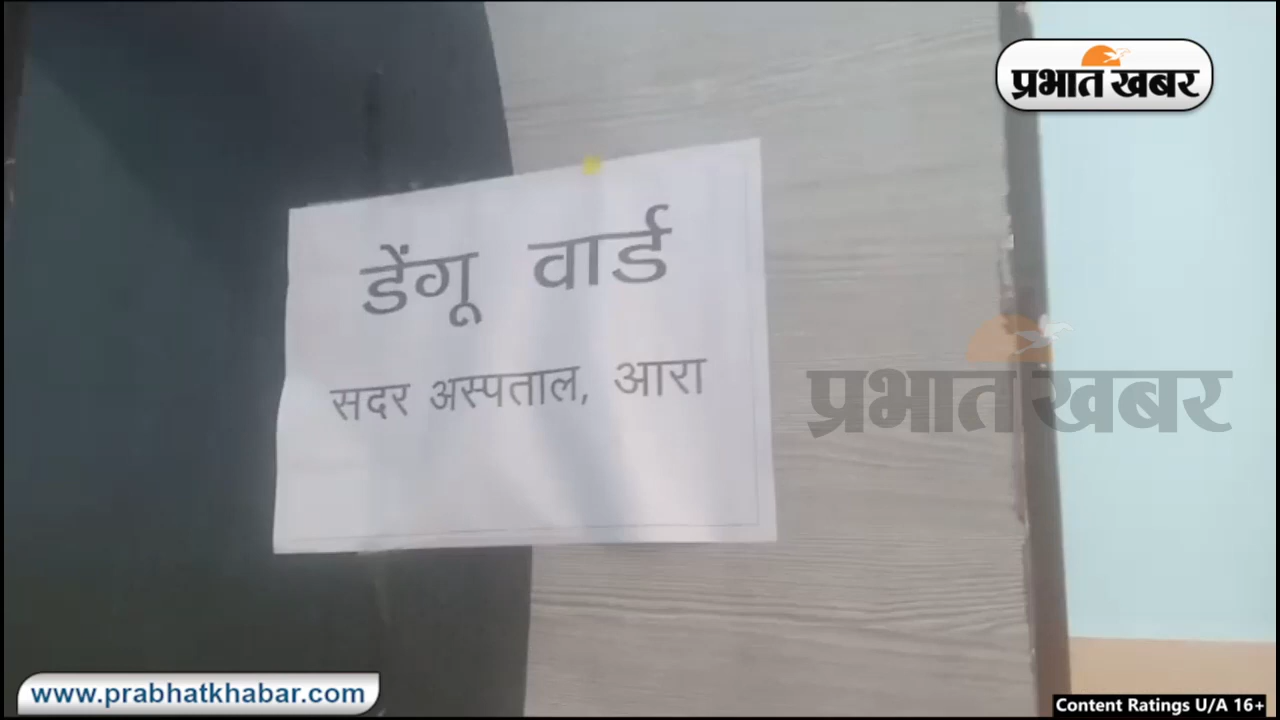 प्रभात खबर
डेंगू वार्ड
सदर अस्पताल, आरा
प्रभात खबर
www.prabhatkhabar.com
Content Ratings U/A 16+